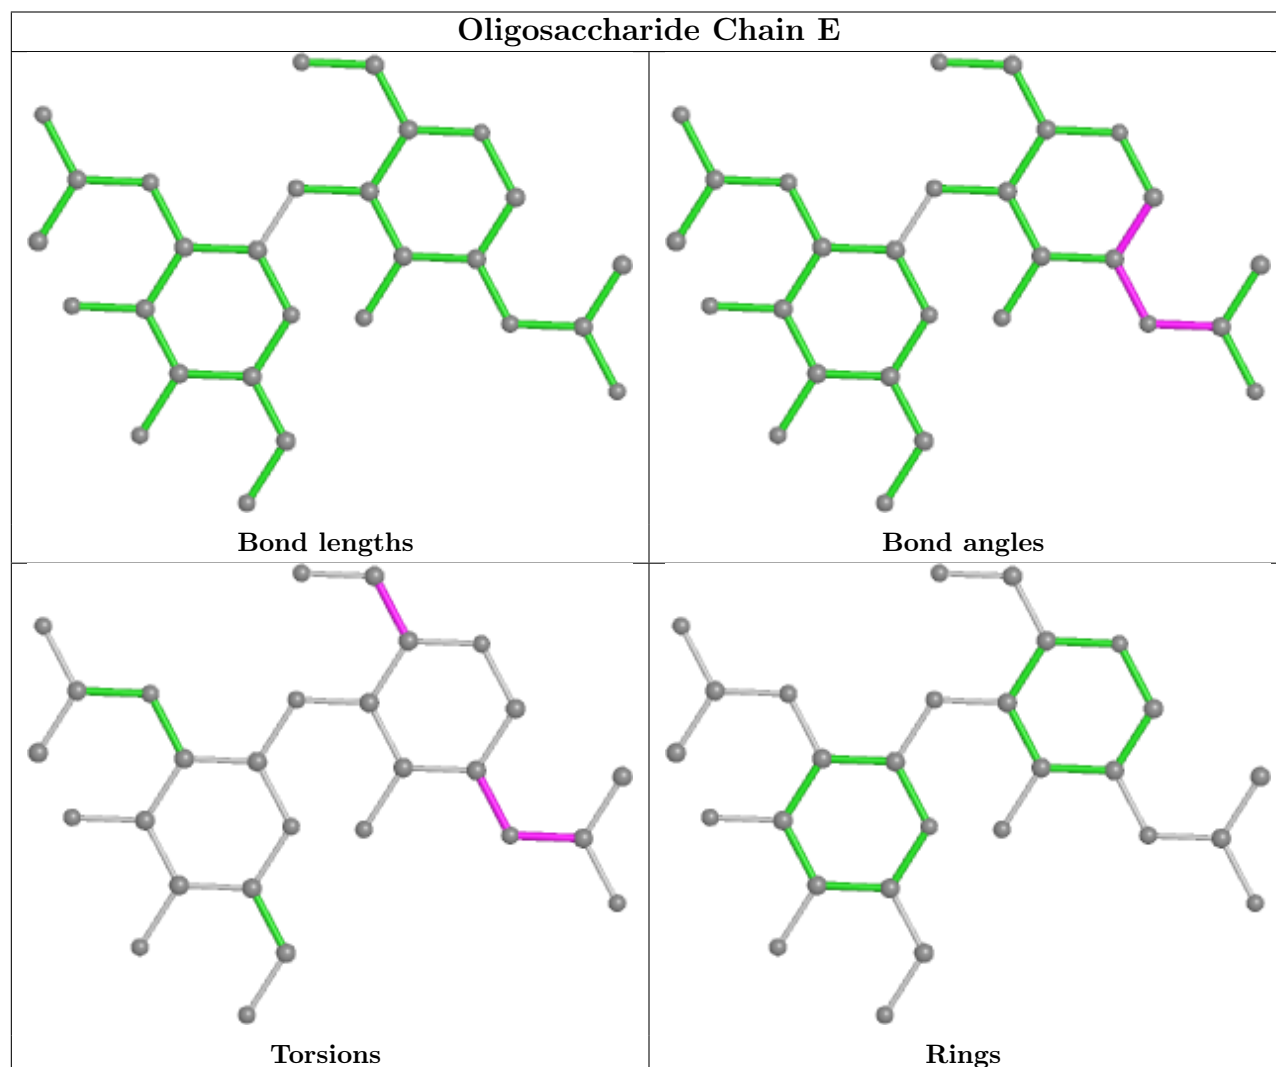 Oligosaccharide Chain E
Bond lengths
Bond angles
Torsions
Rings